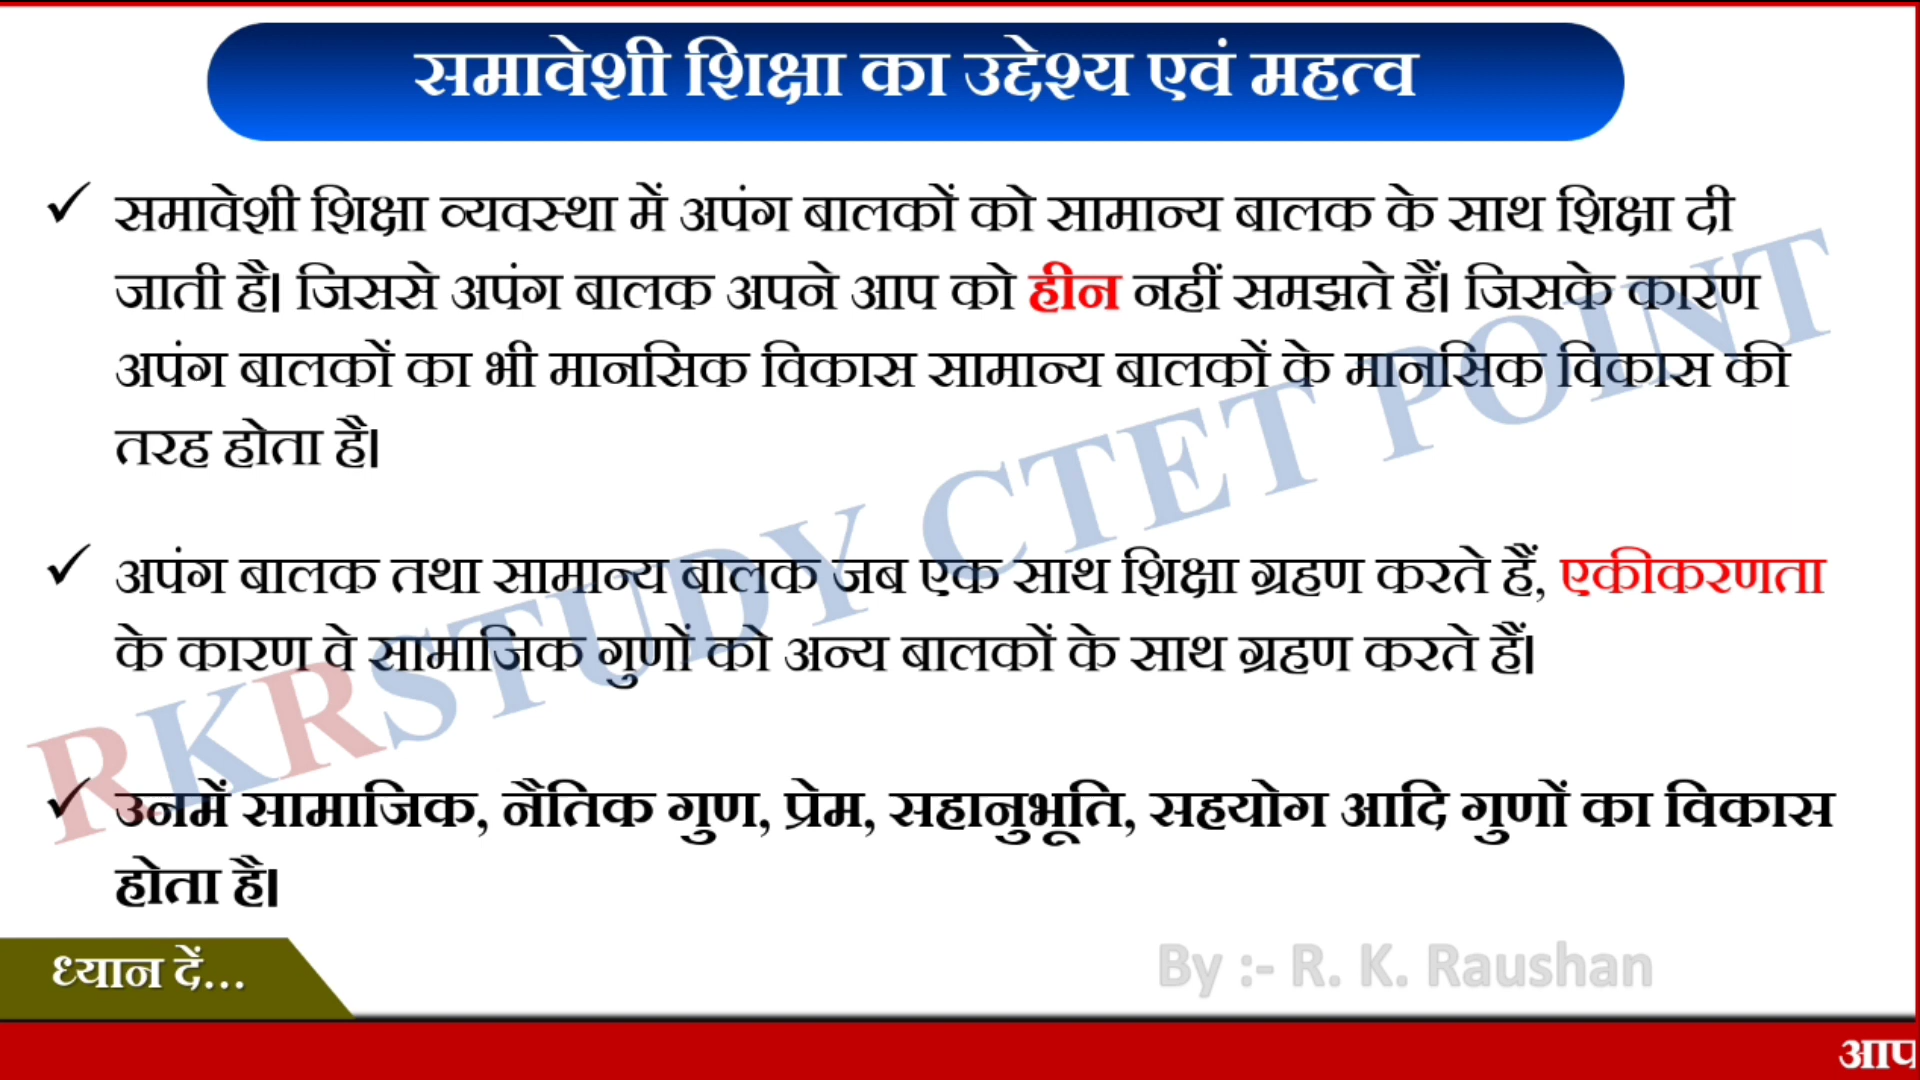 समावेशी शिक्षा का उद्देश्य एवं महत्व
✓ समावेशी शिक्षा व्यवस्था में अपंग बालकों को सामान्य बालक के साथ शिक्षा दी
जाती है। जिससे अपंग बालक अपने आप को हीन नहीं समझते हैं। जिसके कारण
अपंग बालकों का भी मानसिक विकास सामान्य बालकों के मानसिक विकास की
तरह होता है।
✓ अपंग बालक तथा सामान्य बालक जब एक साथ शिक्षा ग्रहण करते हैं, एकीकरणता
के कारण वे सामाजिक गुणों को अन्य बालकों के साथ ग्रहण करते हैं।
✓ उनमें सामाजिक, नैतिक गुण, प्रेम, सहानुभूति, सहयोग आदि गुणों का विकास
होता है।
RKRSTUDY CTET POINT
ध्यान दें...
By :- R. K. Raushan
आप